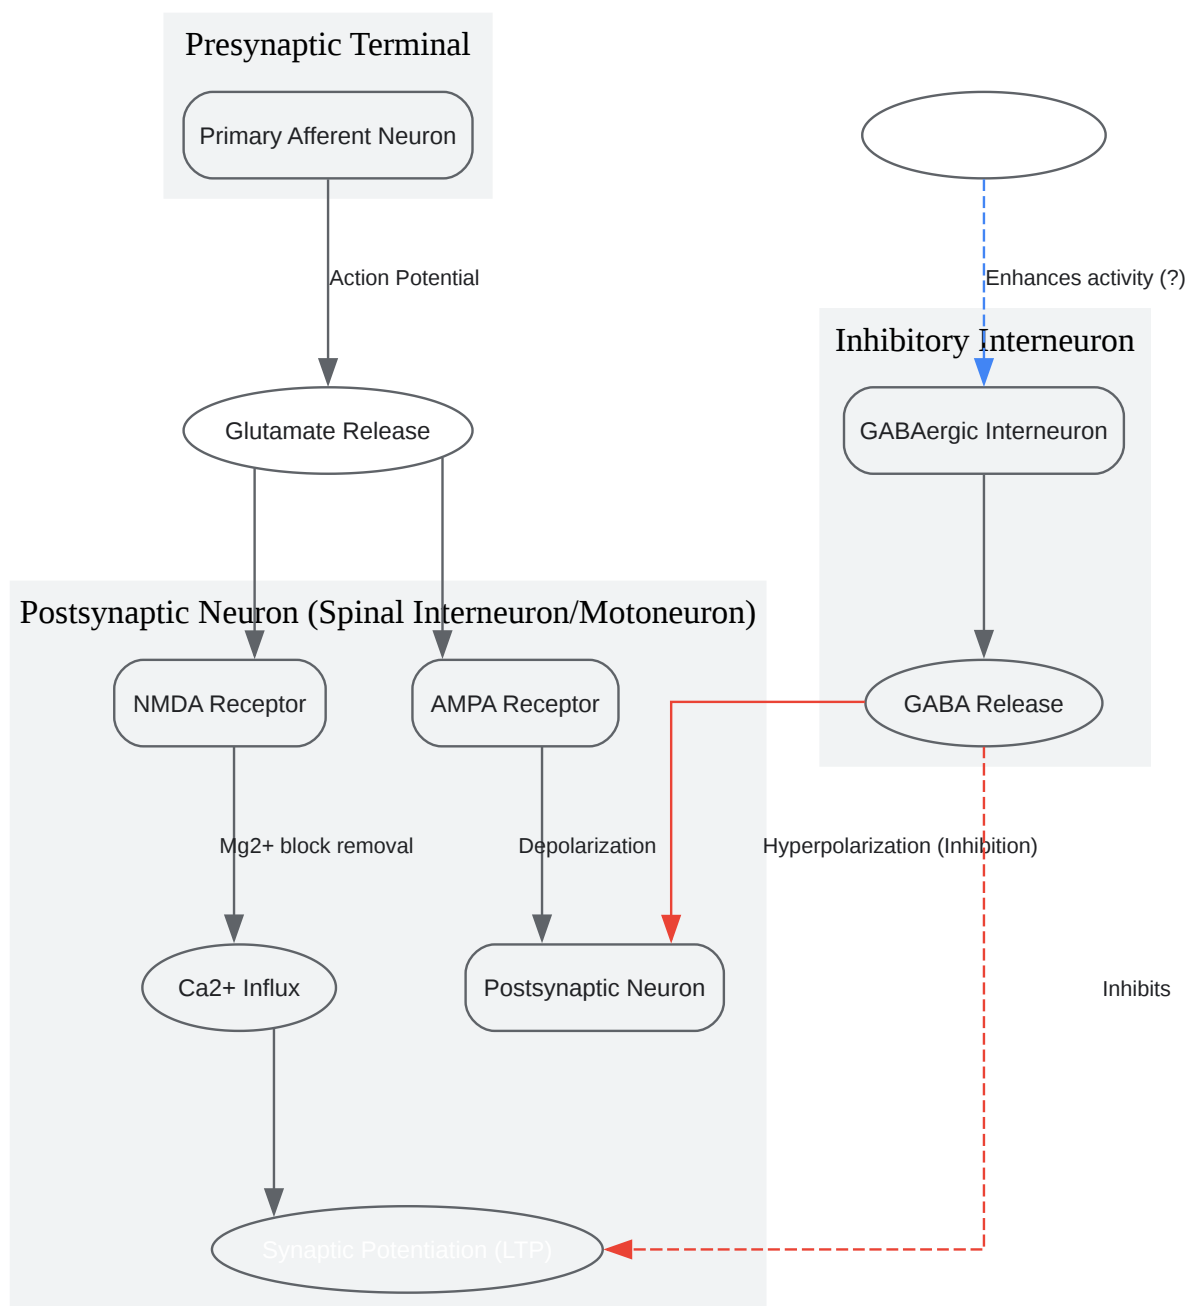 Presynaptic Terminal
Primary Afferent Neuron
Action Potential
Enhances activity (?)
Inhibitory Interneuron
Glutamate Release
GABAergic Interneuron
Postsynaptic Neuron (Spinal Interneuron/Motoneuron)
NMDA Receptor
AMPA Receptor
GABA Release
Mg2+ block removal
Depolarization
Hyperpolarization (Inhibition)
Ca2+ Influx
Postsynaptic Neuron
Inhibits
Synaptic Potentiation (LTP)